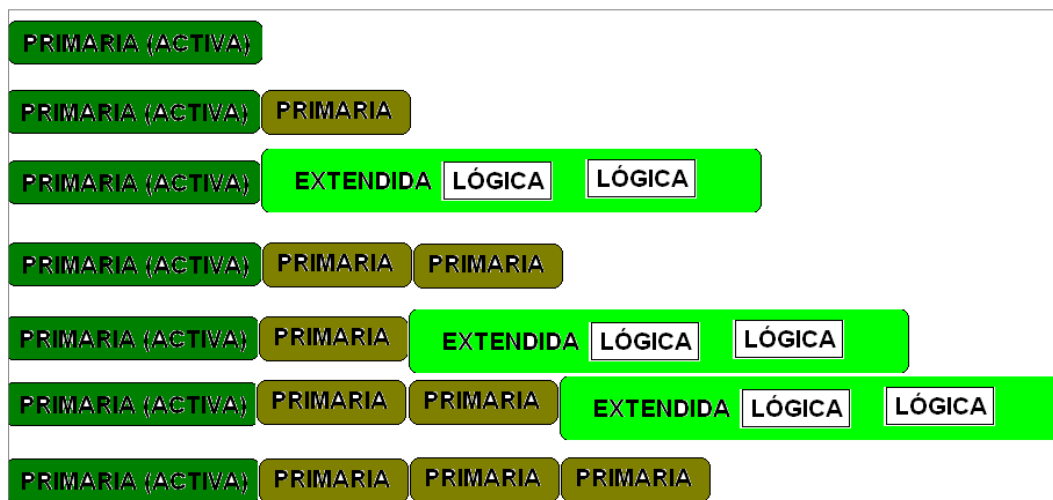 PRIMARIA (ACTIVA)
PRIMARIA (ACTIVA) PRIMARIA
PRIMARIA (ACTIVA) EXTENDIDA LÓGICA LÓGICA
PRIMARIA (ACTIVA) PRIMARIA PRIMARIA
PRIMARIA (ACTIVA) PRIMARIA EXTENDIDA LÓGICA LÓGICA
PRIMARIA (ACTIVA) PRIMARIA PRIMARIA EXTENDIDA LÓGICA LÓGICA
PRIMARIA (ACTIVA) PRIMARIA PRIMARIA PRIMARIA